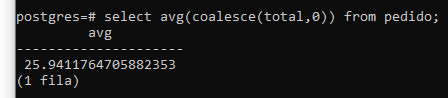 postgres=# select avg(coalesce(total,0)) from pedido;
avg
---------------------
25.9411764705882353
(1 fila)